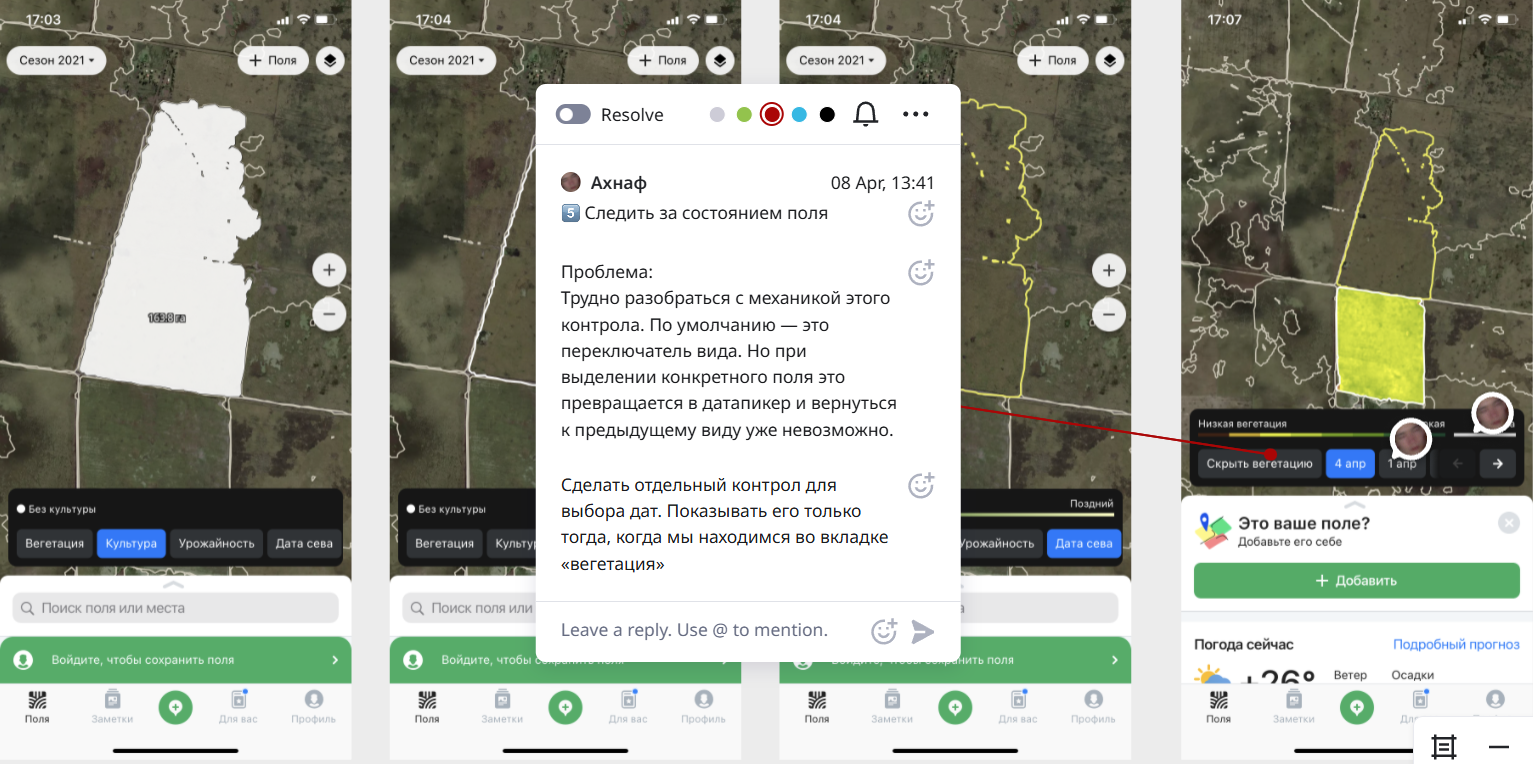 17:03
Сезон 2021
+ Поля
163.8 га
Без культуры
Вегетация
Культура
Урожайность
Дата сева
Поиск поля или места
Войдите, чтобы сохранить поля
Поля
Заметки
Для вас
Профиль
17:04
Сезон 2021
+ Поля
Без культуры
Вегетация
Поиск поля или
Войдите, чтобы сохранить поля
Поля
Заметки
Для вас
Профиль
Resolve
Ахнаф
08 Apr, 13:41
5 Следить за состоянием поля
Проблема:
Трудно разобраться с механикой этого
контрола. По умолчанию — это
переключатель вида. Но при
выделении конкретного поля это
превращается в датапикер и вернуться
к предыдущему виду уже невозможно.
Сделать отдельный контрол для
выбора дат. Показывать его только
тогда, когда мы находимся во вкладке
«вегетация»
Leave a reply. Use @ to mention.
17:04
Сезон 2021
+ Поля
Поздний
Урожайность
Дата сева
Войдите, чтобы сохранить поля
Поля
Заметки
Для вас
Профиль
17:07
Низкая вегетация
Скрыть вегетацию
4 апр
1 апр
Это ваше поле?
Добавьте его себе
+ Добавить
Погода сейчас
Подробный прогноз
+26°
Ветер
Осадки
Поля
Заметки